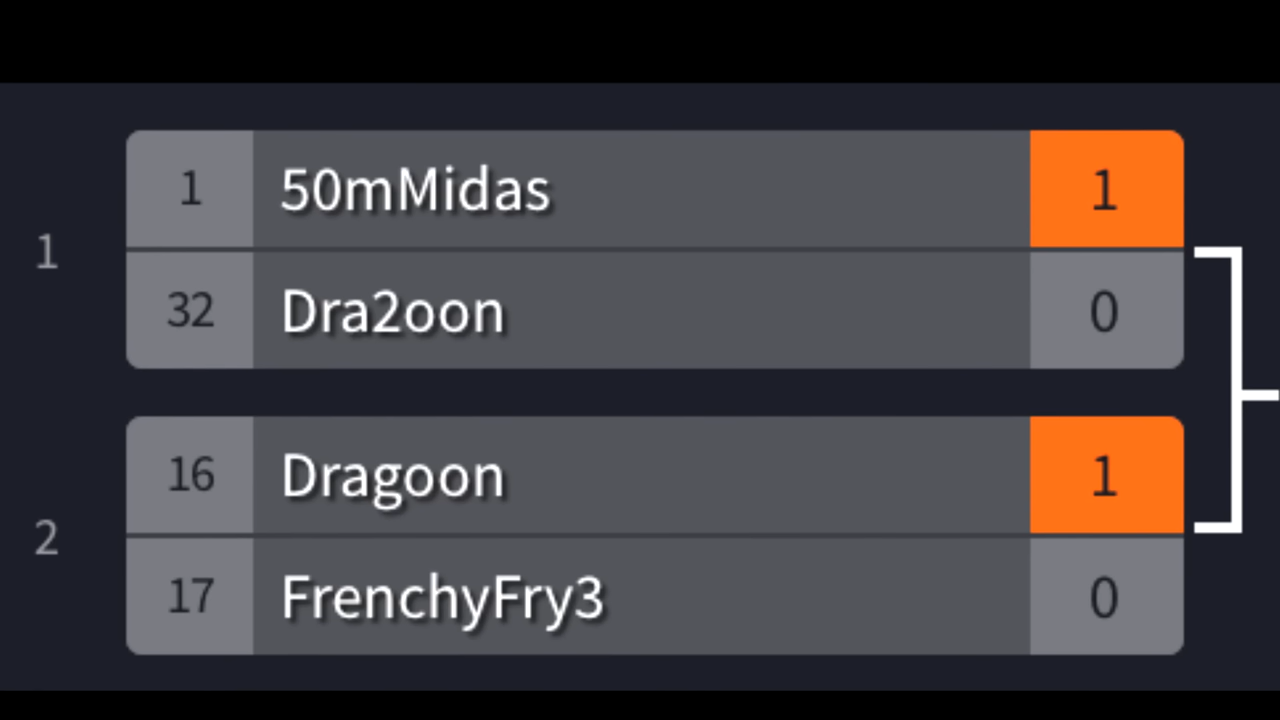 1 50mMidas 1
1
32 Dra2oon 0
16 Dragoon 1
2
17 FrenchyFry3 0